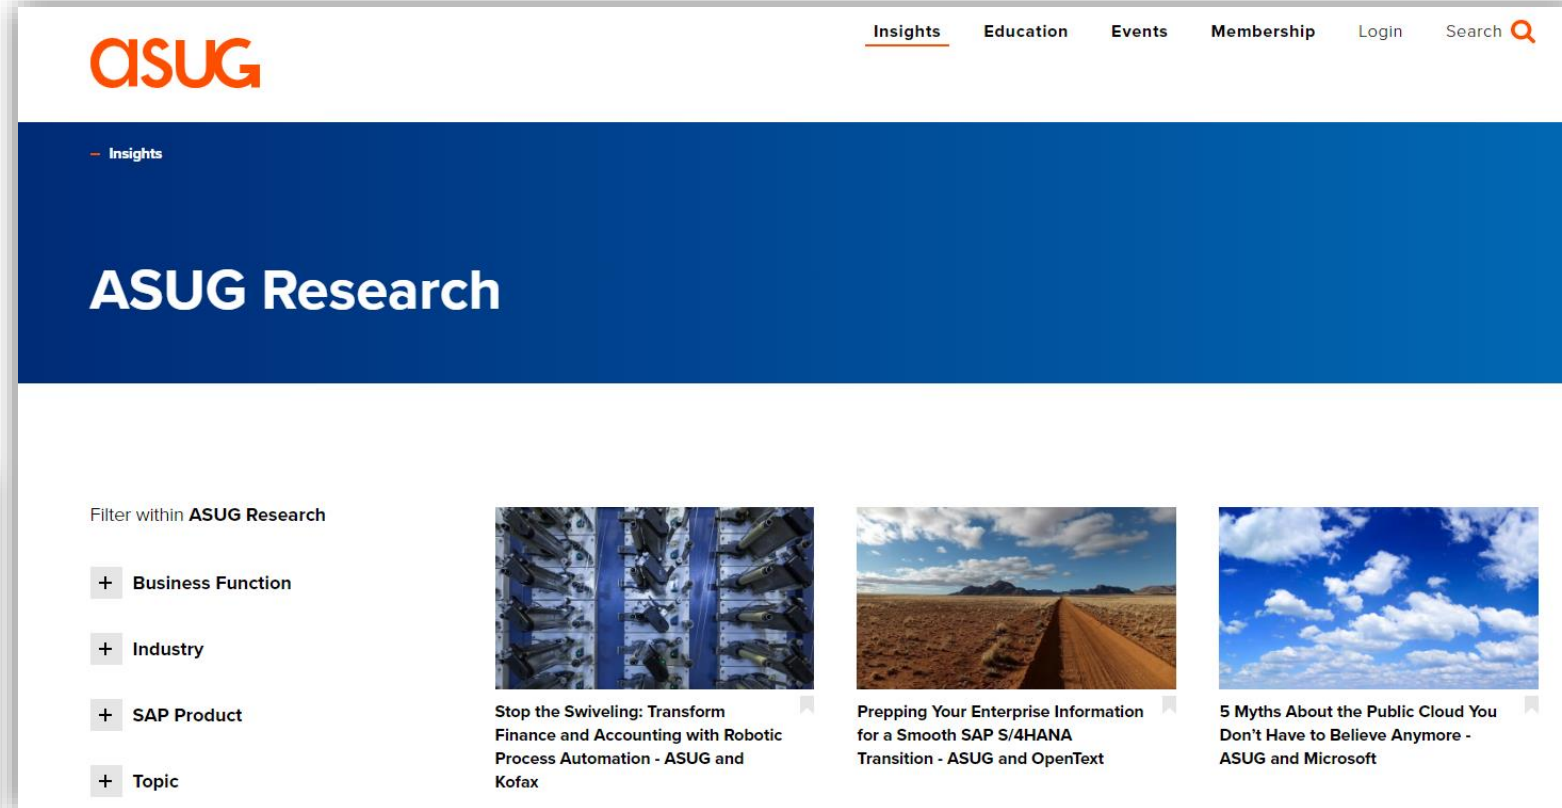 asug
Insights Education Events Membership Login Search
Insights
ASUG Research
Filter within ASUG Research
+ Business Function
+ Industry
+ SAP Product
+ Topic
Stop the Swiveling: Transform
Finance and Accounting with Robotic
Process Automation - ASUG and
Kofax
Prepping Your Enterprise Information
for a Smooth SAP S/4HANA
Transition - ASUG and OpenText
5 Myths About the Public Cloud You
Don't Have to Believe Anymore -
ASUG and Microsoft